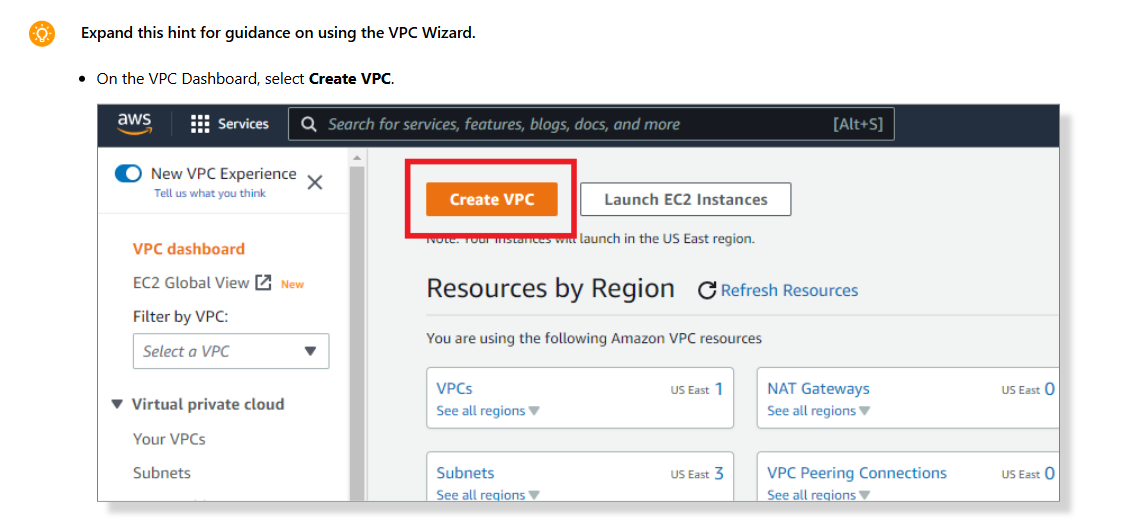 Expand this hint for guidance on using the VPC Wizard.
On the VPC Dashboard, select Create VPC.
aws
Services
Search for services, features, blogs, docs, and more [Alt+S]
New VPC Experience
Tell us what you think
Create VPC
Launch EC2 Instances
Note: Your Instances will launch in the US East region.
VPC dashboard
EC2 Global View New
Filter by VPC:
Select a VPC
Virtual private cloud
Your VPCs
Subnets
Resources by Region Refresh Resources
You are using the following Amazon VPC resources
VPCs US East 1
See all regions
NAT Gateways US East 0
See all regions
Subnets US East 3
See all regions
VPC Peering Connections US East 0
See all regions